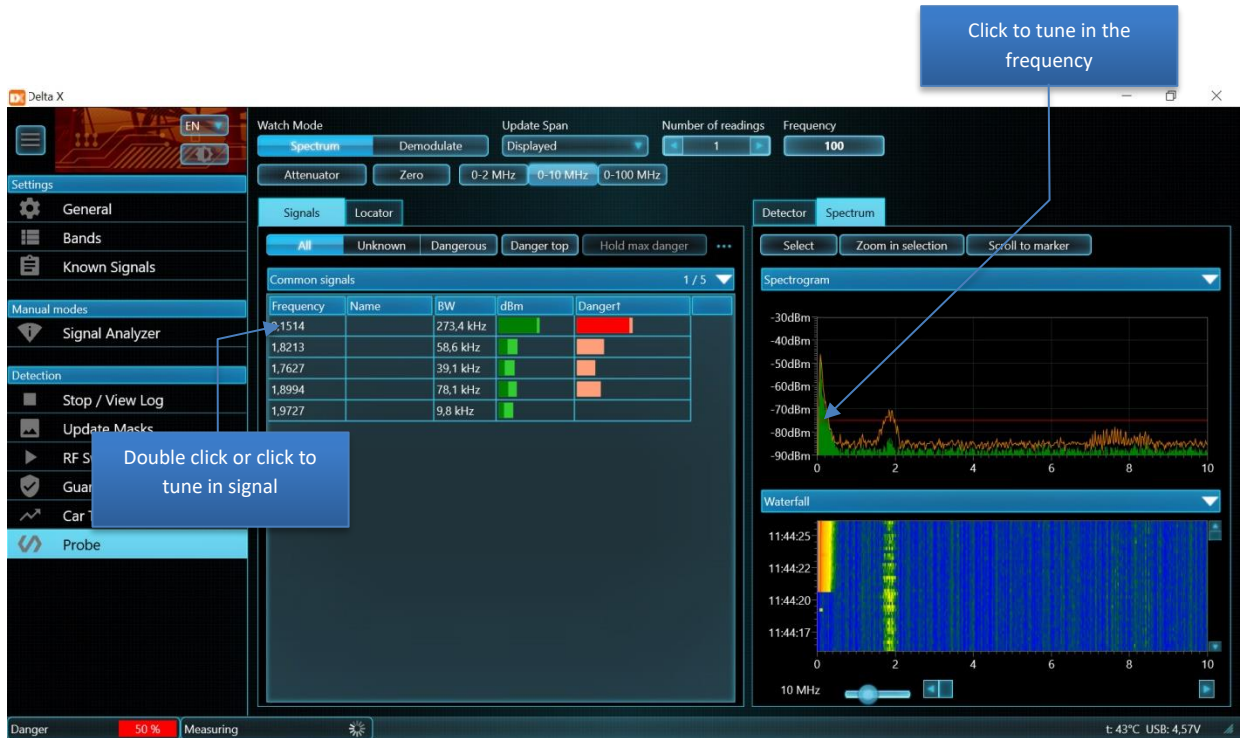 Click to tune in the
frequency
Delta X
EN
Watch Mode
Update Span
Number of readings
Frequency
Spectrum
Demodulate
Displayed
1
100
Attenuator
Zero
0-2 MHz
0-10 MHz
0-100 MHz
Settings
General
Bands
Known Signals
Manual modes
Signal Analyzer
Detection
Stop / View Log
Update Masks
Probe
Signals
Locator
All
Unknown
Dangerous
Danger top
Hold max danger
...
Common signals
1 / 5
Frequency Name BW dBm Danger↑
,1514 273,4 kHz
1,8213 58,6 kHz
1,7627 39,1 kHz
1,8994 78,1 kHz
1,9727 9,8 kHz
Double click or click to
tune in signal
Detector
Spectrum
Select
Zoom in selection
Scroll to marker
Spectrogram
-30dBm
-40dBm
-50dBm
-60dBm
-70dBm
-80dBm
-90dBm
0 2 4 6 8 10
Waterfall
11:44:25
11:44:22
11:44:20
11:44:17
0 2 4 6 8 10
10 MHz
Danger
50 %
Measuring
t: 43°C USB: 4,57V